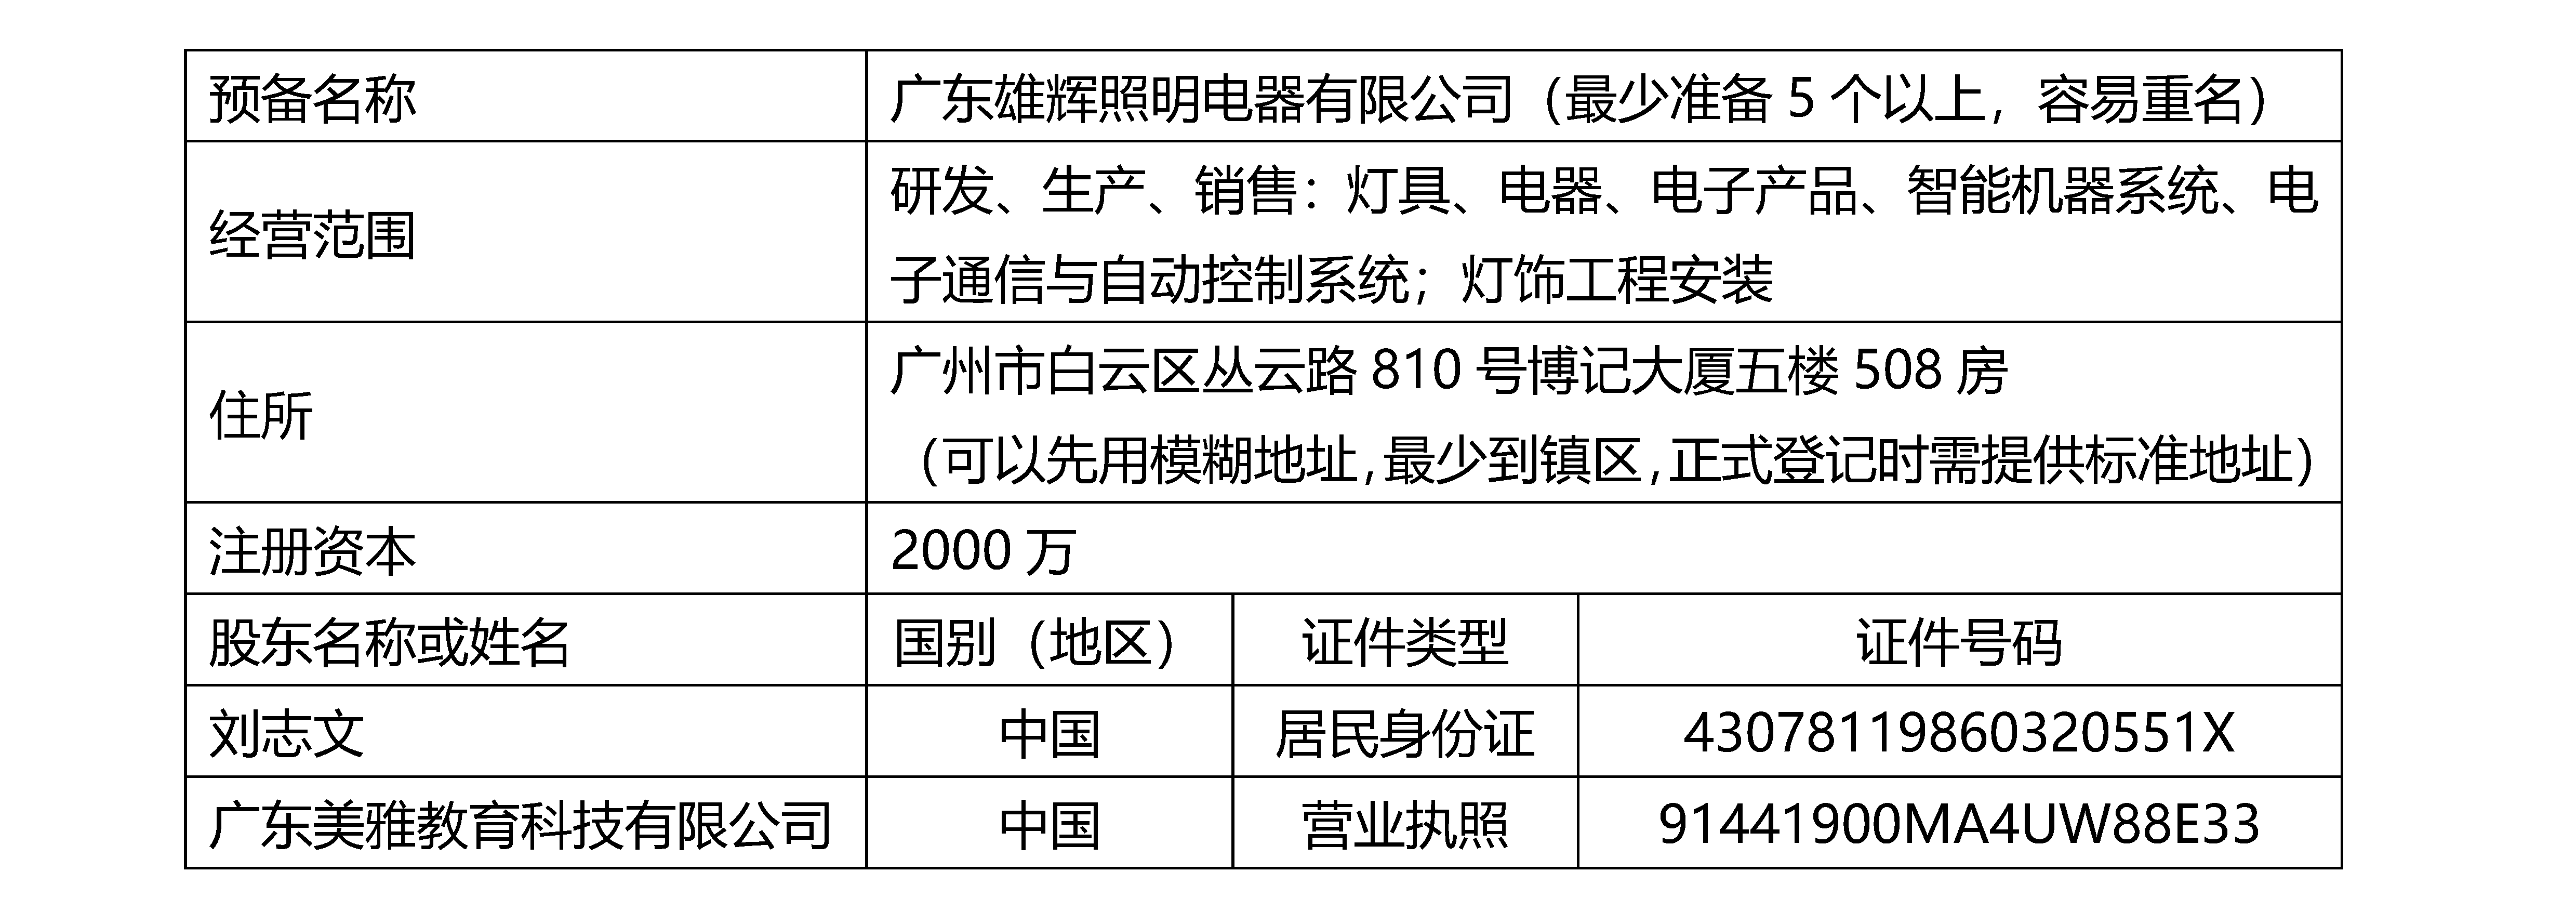 预备名称
广东雄辉照明电器有限公司（最少准备 5 个以上，容易重名）
经营范围
研发、生产、销售：灯具、电器、电子产品、智能机器系统、电
子通信与自动控制系统；灯饰工程安装
住所
广州市白云区丛云路 810 号博记大厦五楼 508 房
（可以先用模糊地址,最少到镇区,正式登记时需提供标准地址）
注册资本
2000 万
股东名称或姓名 国别（地区） 证件类型 证件号码
刘志文 中国 居民身份证 43078119860320551X
广东美雅教育科技有限公司 中国 营业执照 91441900MA4UW88E33